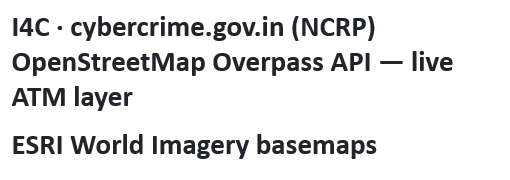 I4C · cybercrime.gov.in (NCRP)
OpenStreetMap Overpass API — live
ATM layer
ESRI World Imagery basemaps